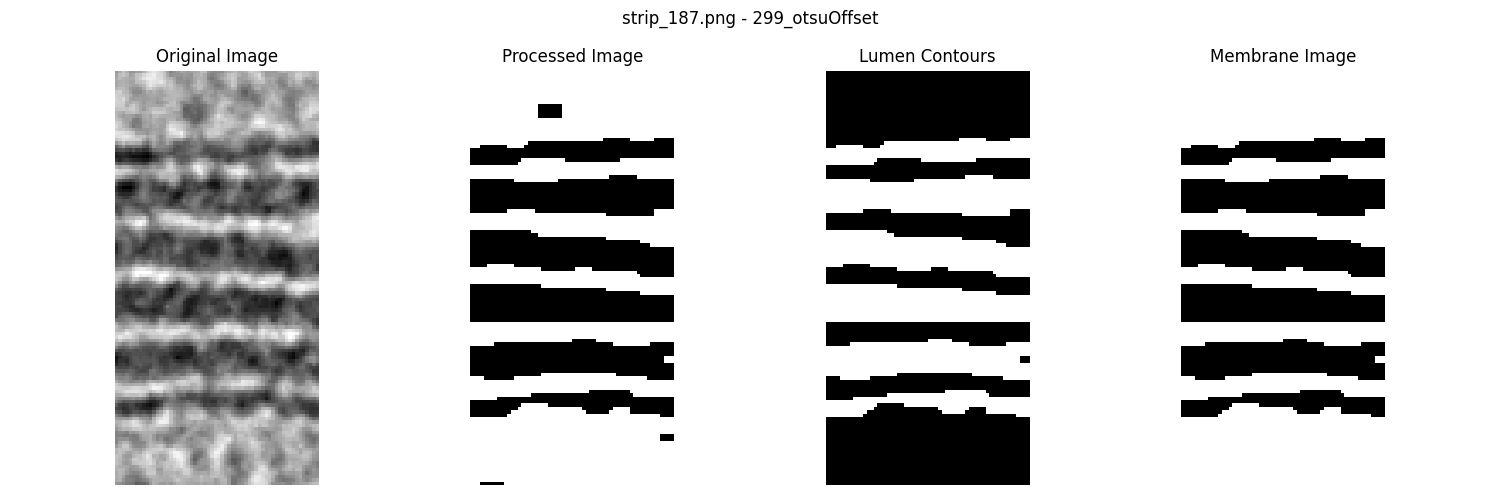 strip_187.png - 299_otsuOffset
Original Image
Processed Image
Lumen Contours
Membrane Image